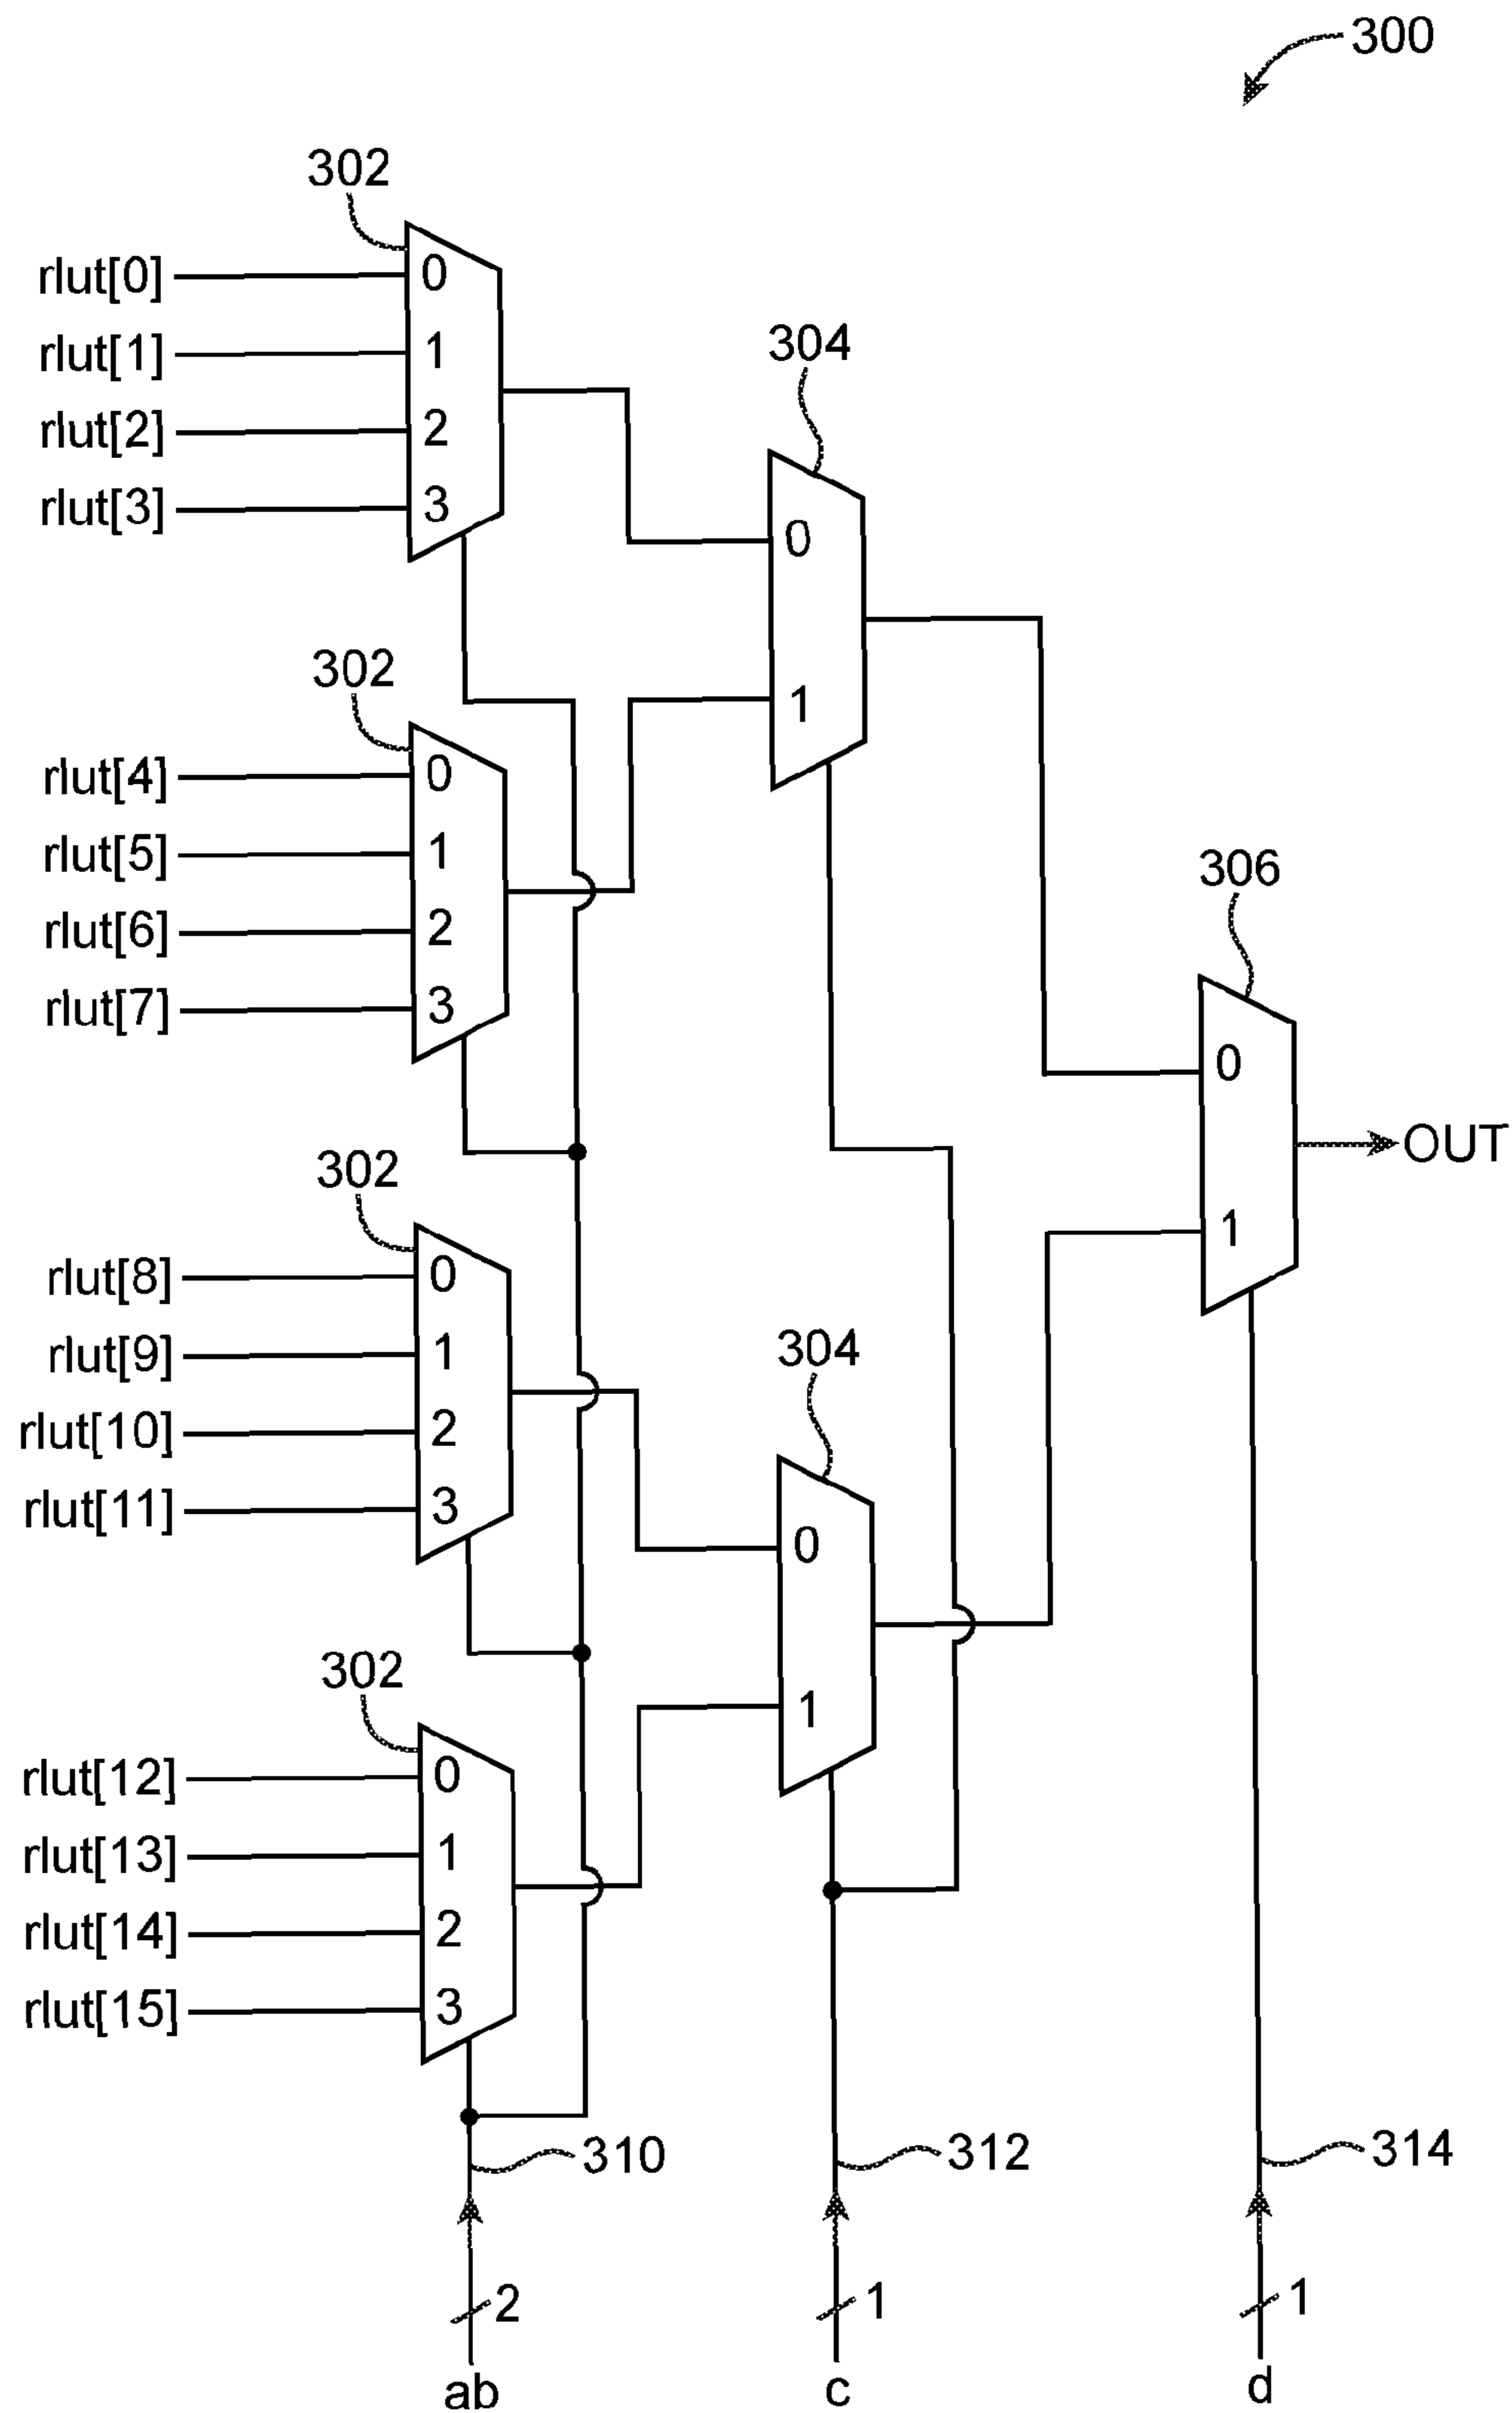 300
302
rlut[0]
0
rlut[1]
1
rlut[2]
2
rlut[3]
3
304
0
1
302
rlut[4]
0
rlut[5]
1
rlut[6]
2
rlut[7]
3
306
0
1
OUT
302
rlut[8]
0
rlut[9]
1
rlut[10]
2
rlut[11]
3
304
0
1
302
rlut[12]
0
rlut[13]
1
rlut[14]
2
rlut[15]
3
310
312
314
2
1
1
ab
c
d